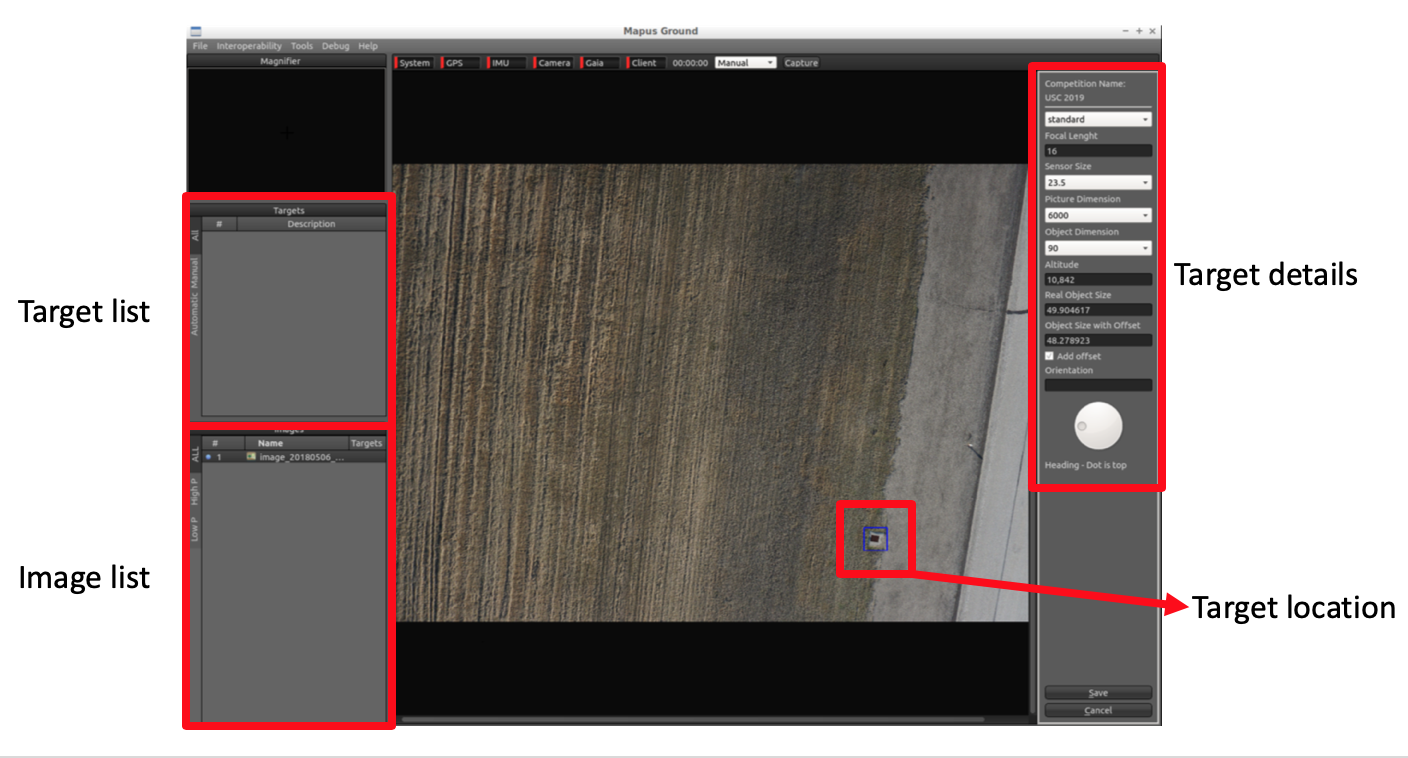 Mapus Ground
File Interoperability Tools Debug Help
Magnifier
System GPS IMU Camera Gaia Client 00:00:00 Manual Capture
Targets
# Description
All
Manual
Automatic
Images
# Name Targets
1 image_20180506_...
ALL
High P
Low P
Competition Name:
USC 2019
standard
Focal Lenght
16
Sensor Size
23.5
Picture Dimension
6000
Object Dimension
90
Altitude
10,842
Real Object Size
49.904617
Object Size with Offset
48.278923
Add offset
Orientation
Heading - Dot is top
Save
Cancel
Target list
Image list
Target details
Target location